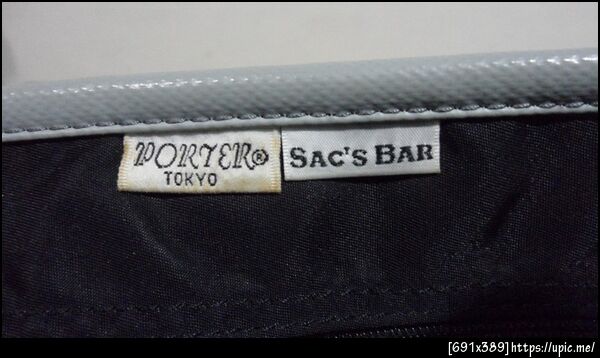 PORTER®
TOKYO
SAC'S BAR
[691x389]https://upic.me/